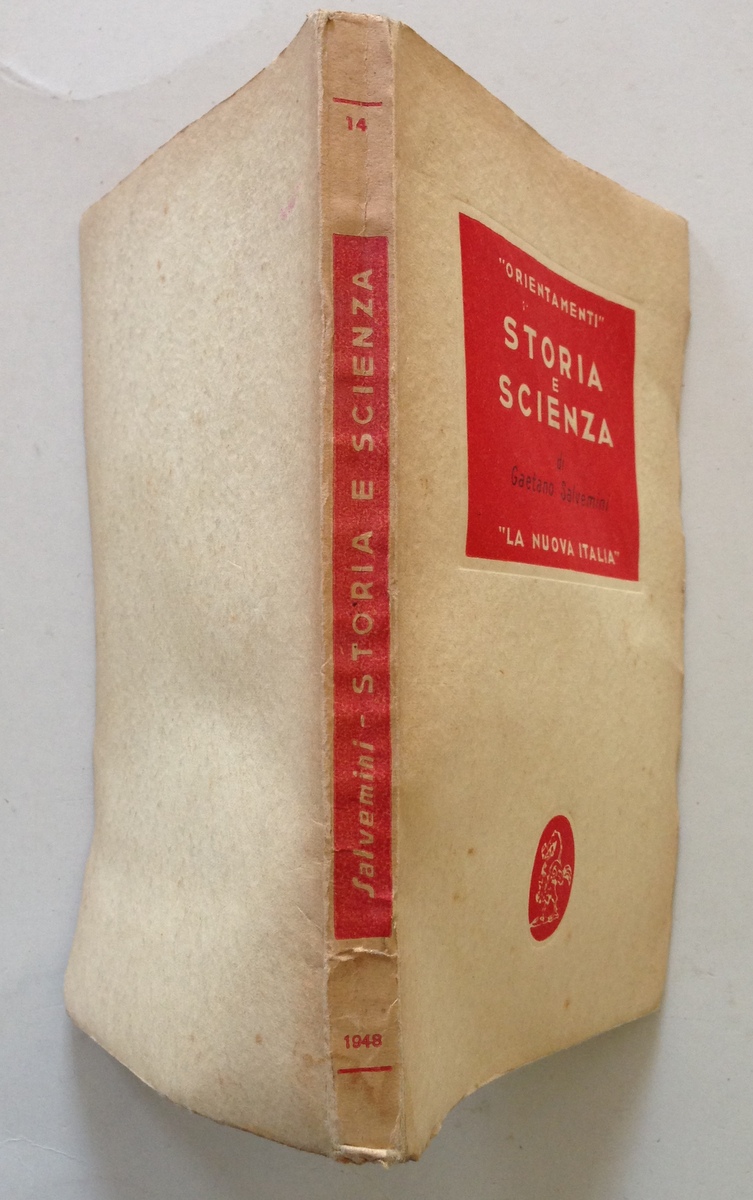 14
Salvemini - STORIA E SCIENZA
1948
"ORIENTAMENTI"
STORIA
E
SCIENZA
di
Gaetano Salvemini
"LA NUOVA ITALIA"